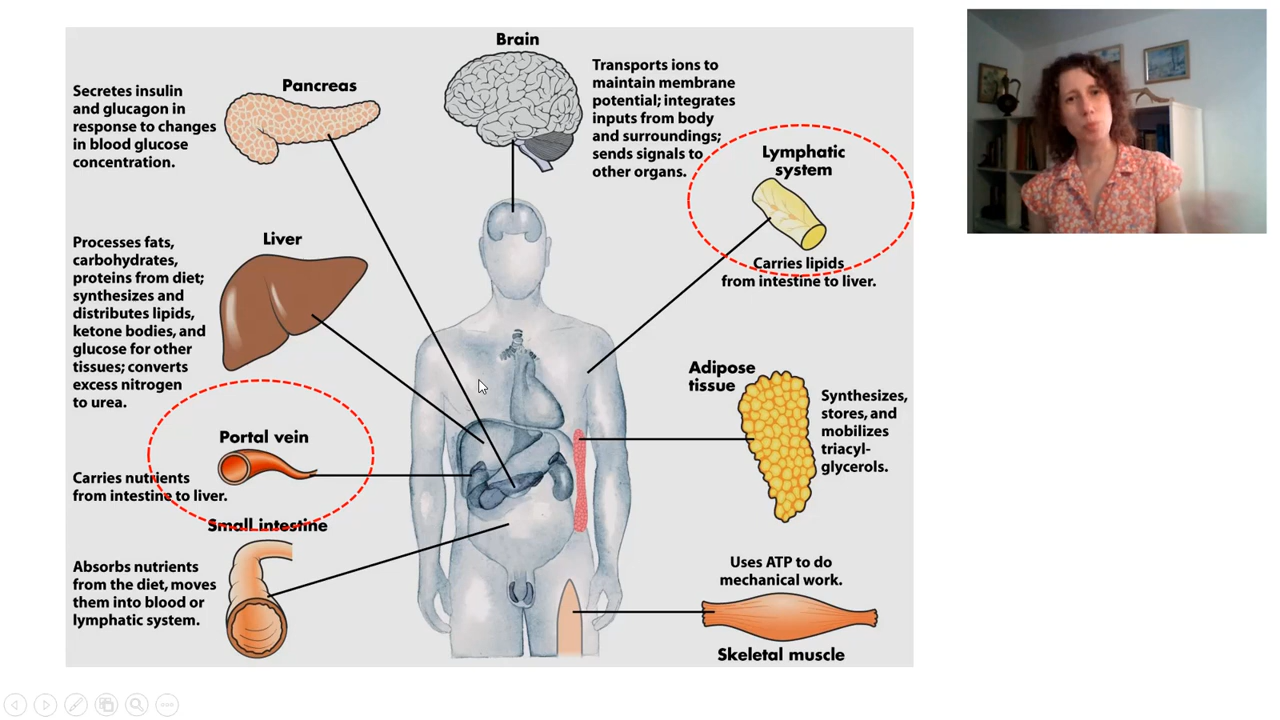 Brain
Transports ions to
maintain membrane
potential; integrates
inputs from body
and surroundings;
sends signals to
other organs.
Pancreas
Secretes insulin
and glucagon in
response to changes
in blood glucose
concentration.
Lymphatic
system
Carries lipids
from intestine to liver.
Liver
Processes fats,
carbohydrates,
proteins from diet;
synthesizes and
distributes lipids,
ketone bodies, and
glucose for other
tissues; converts
excess nitrogen
to urea.
Adipose
tissue
Synthesizes,
stores, and
mobilizes
triacyl-
glycerols.
Portal vein
Carries nutrients
from intestine to liver.
Small intestine
Absorbs nutrients
from the diet, moves
them into blood or
lymphatic system.
Uses ATP to do
mechanical work.
Skeletal muscle